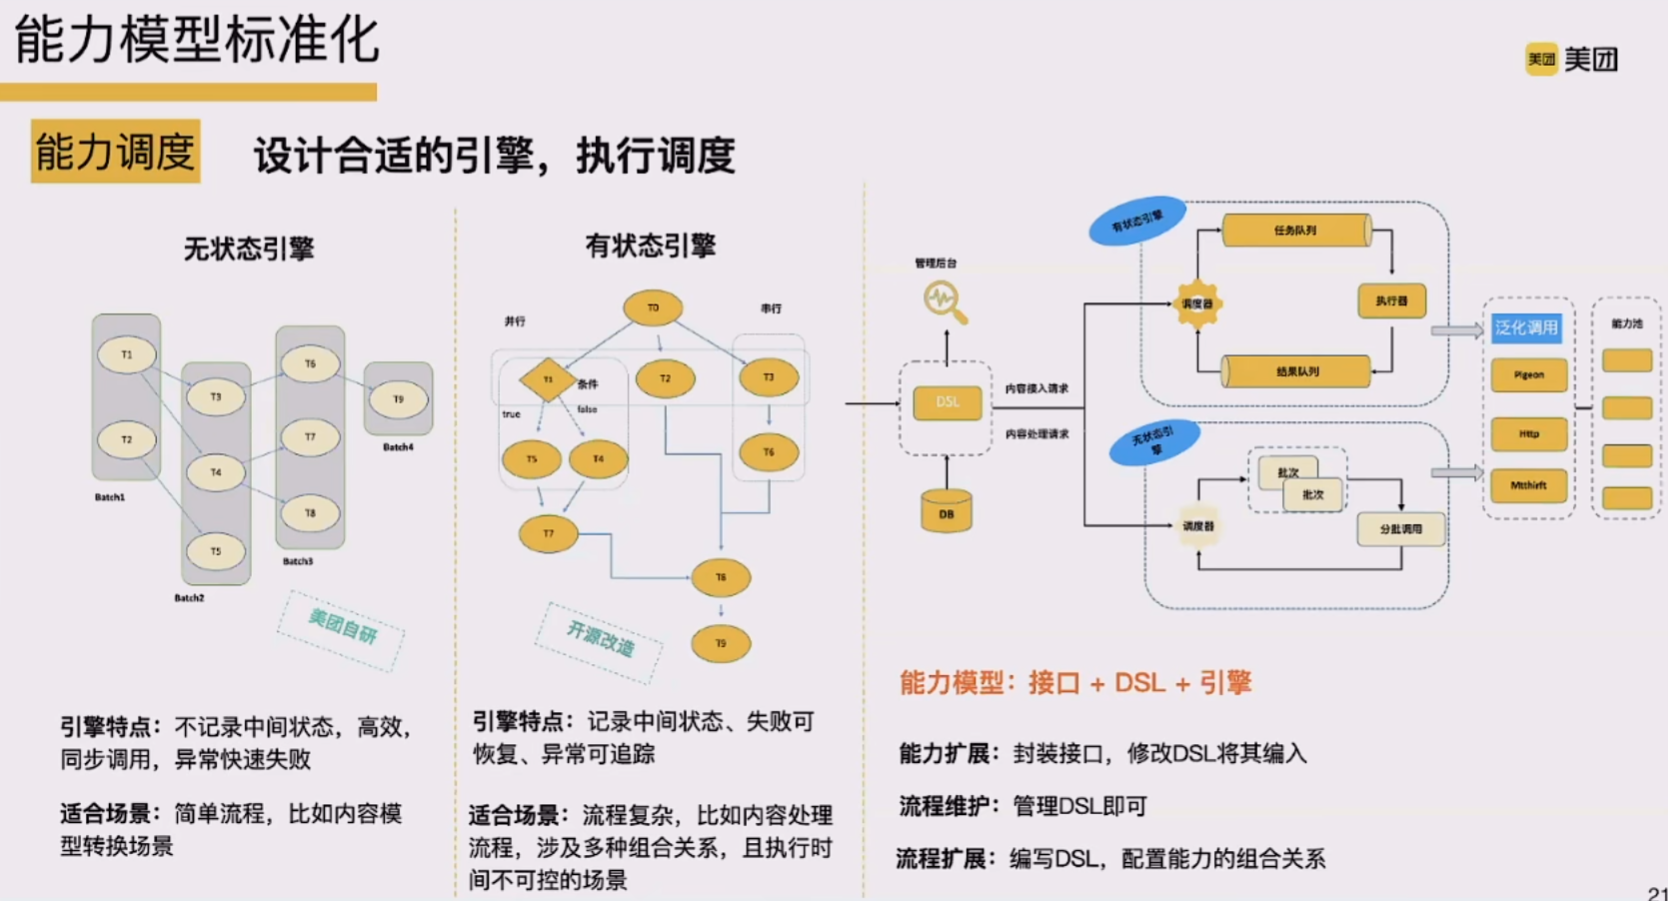 能力模型标准化
美团 美团
能力调度
设计合适的引擎，执行调度
无状态引擎
T1
T2
Batch1
T3
T4
T5
Batch2
T6
T7
T8
Batch3
T9
Batch4
美团自研
引擎特点：不记录中间状态，高效，
同步调用，异常快速失败
适合场景：简单流程，比如内容模
型转换场景
有状态引擎
并行
串行
T0
T1
条件
T2
T3
true
false
T5
T4
T6
T7
T8
T9
开源改造
引擎特点：记录中间状态、失败可
恢复、异常可追踪
适合场景：流程复杂，比如内容处理
流程，涉及多种组合关系，且执行时
间不可控的场景
管理后台
DSL
DB
内容接入请求
内容处理请求
有状态引擎
任务队列
调度器
执行器
结果队列
无状态引
擎
批次
批次
调度器
分批调用
泛化调用
Pigeon
Http
Mtthirft
能力池
能力模型：接口 + DSL + 引擎
能力扩展：封装接口，修改DSL将其编入
流程维护：管理DSL即可
流程扩展：编写DSL，配置能力的组合关系
21